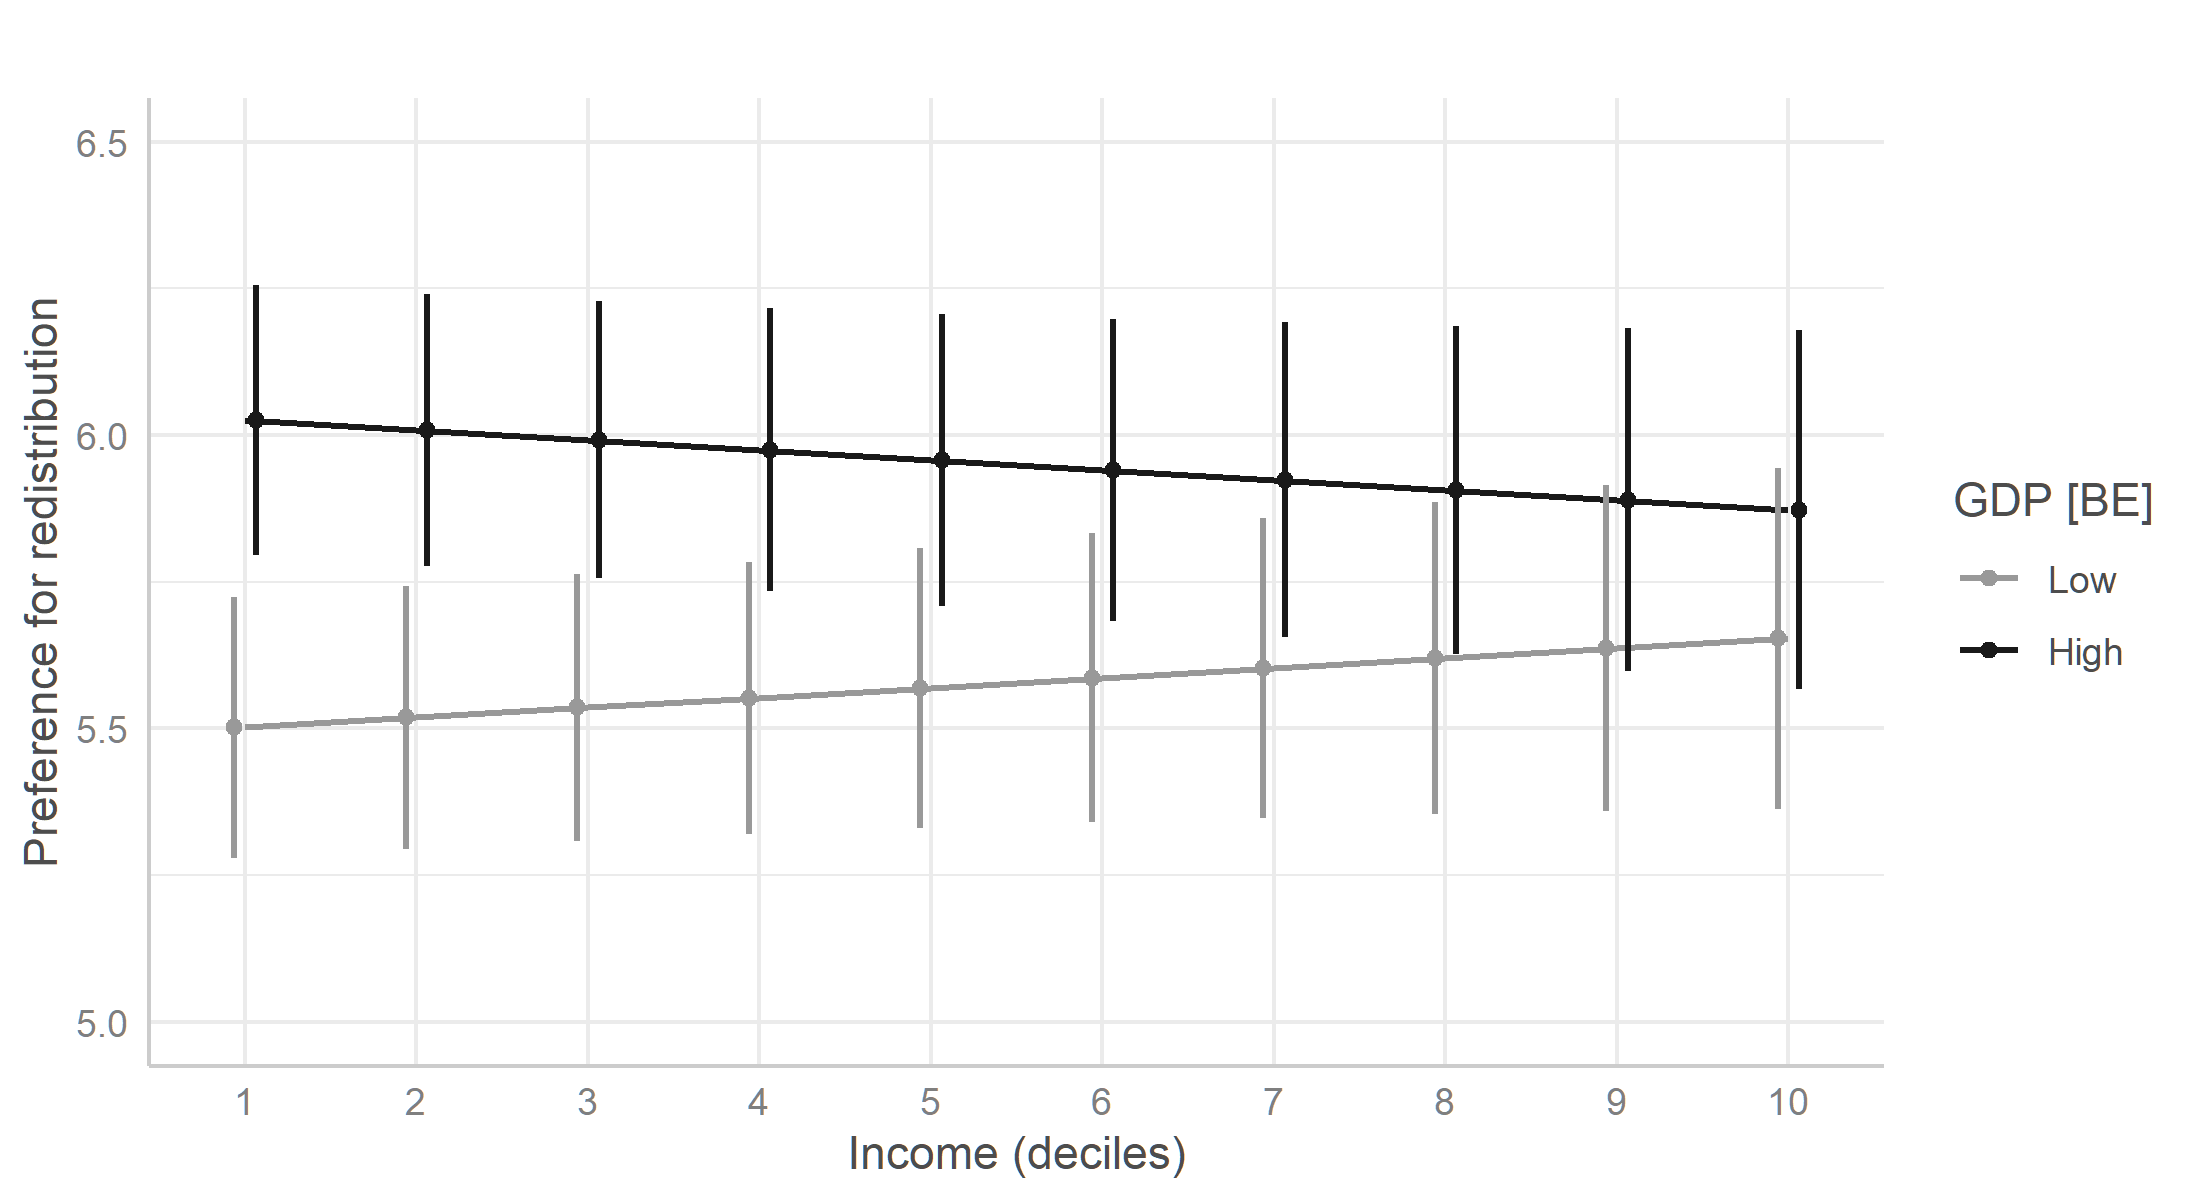 Preference for redistribution
6.5
6.0
5.5
5.0
1 2 3 4 5 6 7 8 9 10
Income (deciles)
GDP [BE]
Low
High